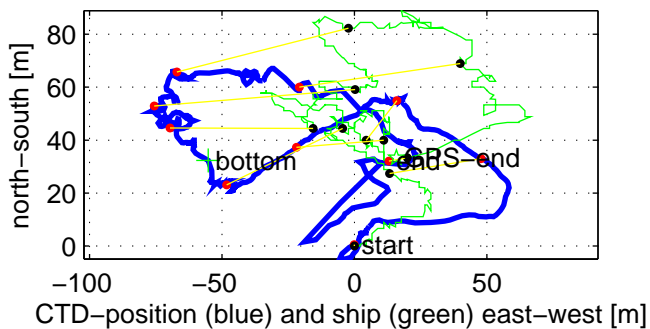 80
60
40
20
0
north−south [m]
bottom
end
GPS−end
start
−100
−50
0
50
CTD−position (blue) and ship (green) east−west [m]